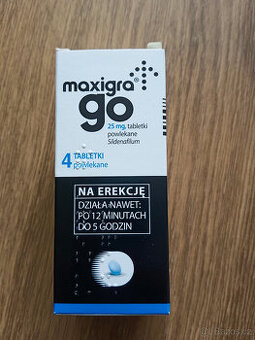 maxigra®
go
25 mg, tabletki
powlekane
Sildenafilum
4 TABLETKI
powlekane
NA EREKCJĘ
DZIAŁA NAWET:
PO 12 MINUTACH
DO 5 GODZIN